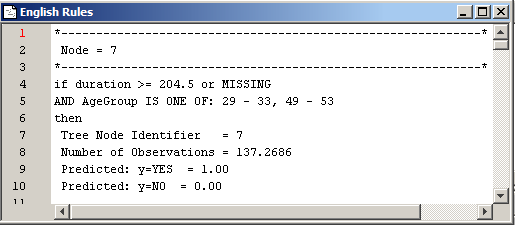 English Rules
1 *------------------------------------------------------------*
2 Node = 7
3 *------------------------------------------------------------*
4 if duration >= 204.5 or MISSING
5 AND AgeGroup IS ONE OF: 29 - 33, 49 - 53
6 then
7 Tree Node Identifier = 7
8 Number of Observations = 137.2686
9 Predicted: y=YES = 1.00
10 Predicted: y=NO = 0.00
11